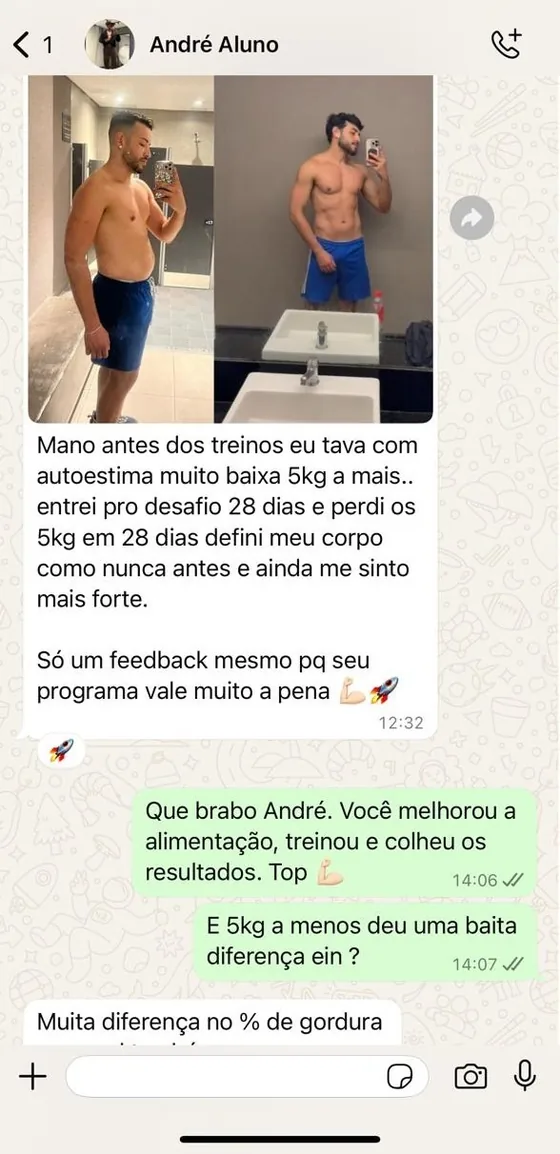 1 André Aluno
Mano antes dos treinos eu tava com
autoestima muito baixa 5kg a mais..
entrei pro desafio 28 dias e perdi os
5kg em 28 dias defini meu corpo
como nunca antes e ainda me sinto
mais forte.
Só um feedback mesmo pq seu
programa vale muito a pena 💪🏻🚀
12:32
🚀
Que brabo André. Você melhorou a
alimentação, treinou e colheu os
resultados. Top 💪🏻
14:06
E 5kg a menos deu uma baita
diferença ein ?
14:07
Muita diferença no % de gordura